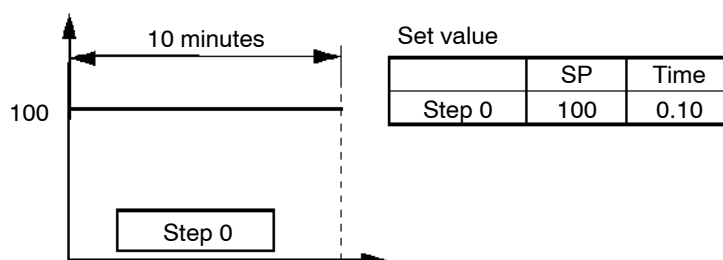 10 minutes
100
Step 0
Set value
SP Time
Step 0 100 0.10